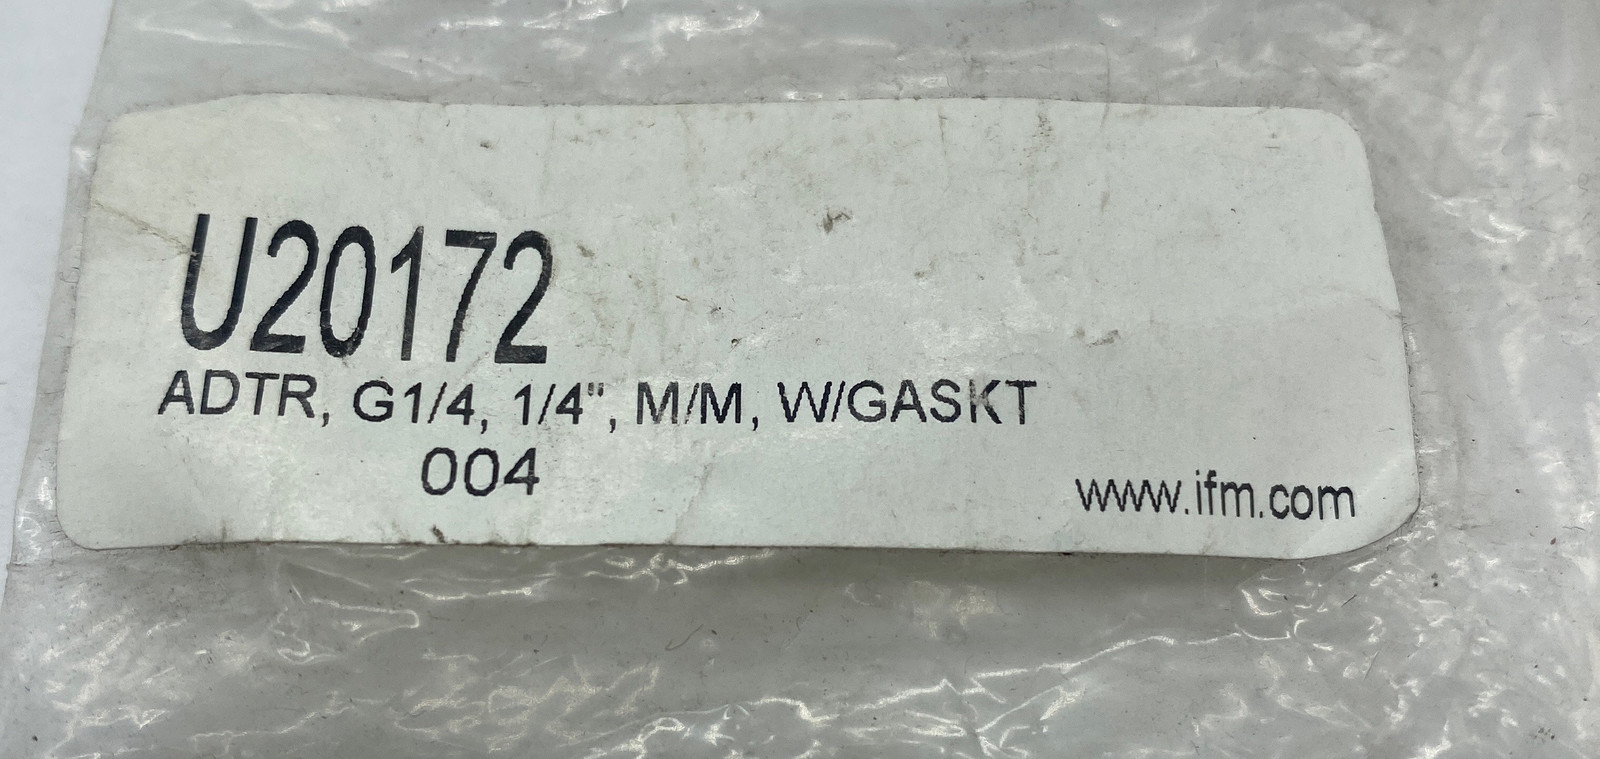 U20172
ADTR, G1/4, 1/4", M/M, W/GASKT
004
www.ifm.com